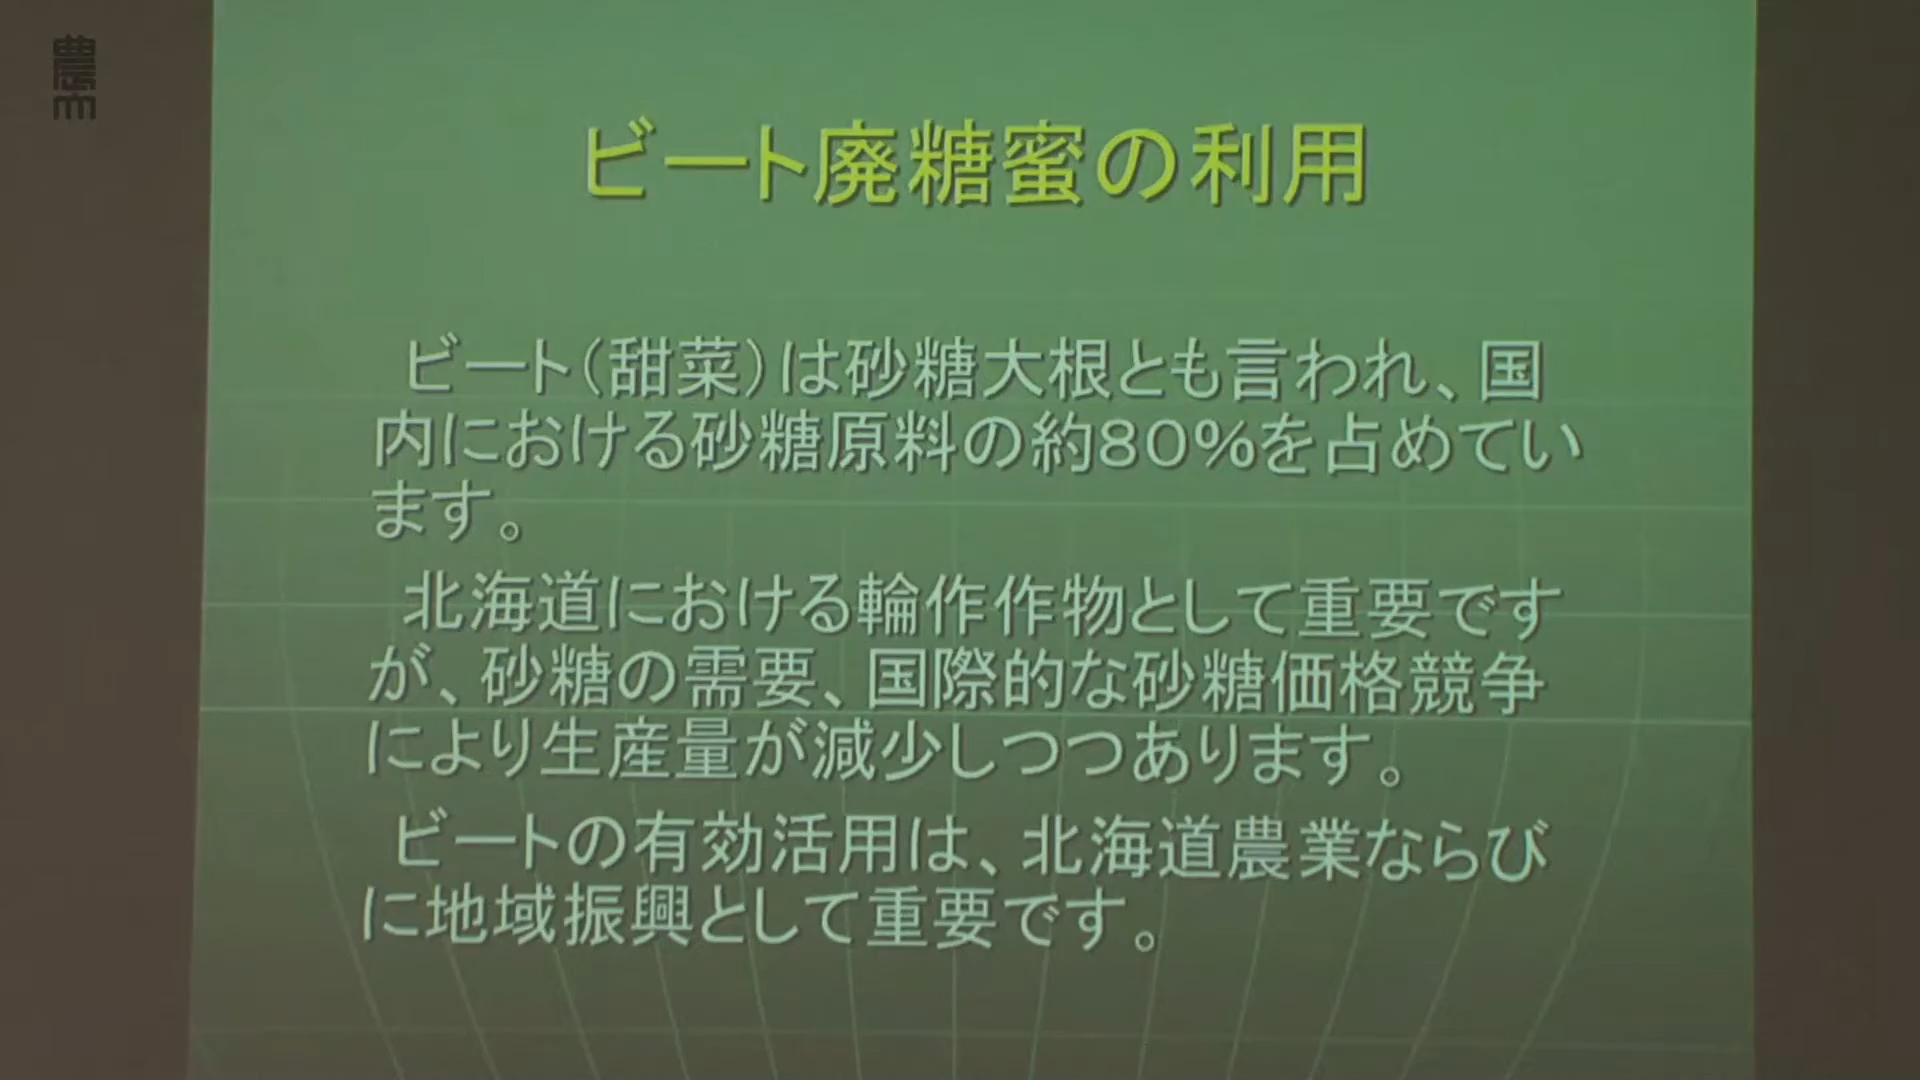 ビート廃糖蜜の利用
ビート（甜菜）は砂糖大根とも言われ、国
内における砂糖原料の約80%を占めてい
ます。
北海道における輪作作物として重要です
が、砂糖の需要、国際的な砂糖価格競争
により生産量が減少しつつあります。
ビートの有効活用は、北海道農業ならび
に地域振興として重要です。